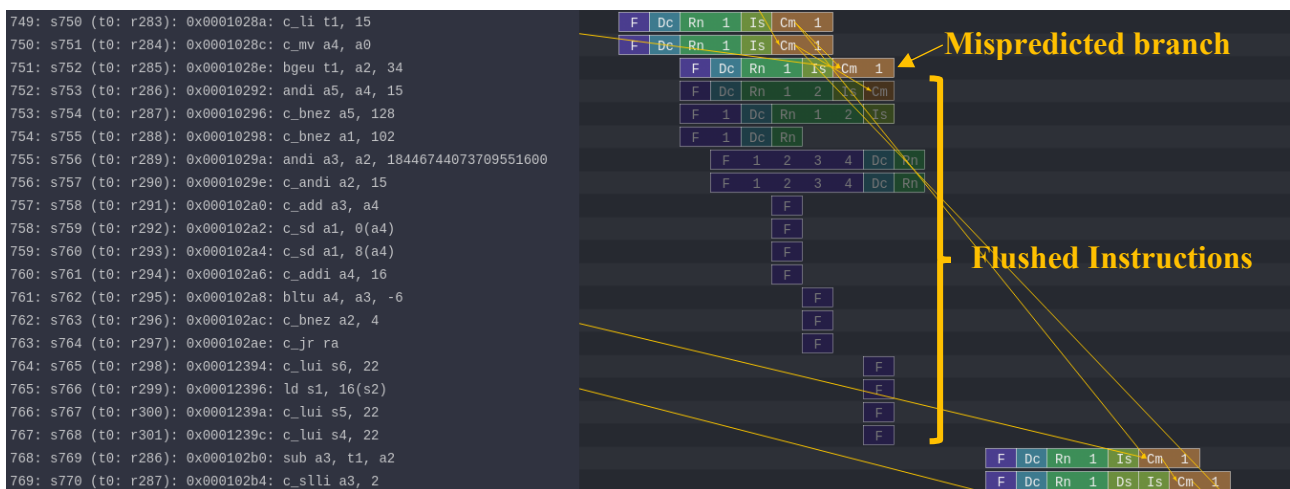 749: s750 (t0: r283): 0x0001028a: c_li t1, 15 F Dc Rn 1 Is Cm 1
750: s751 (t0: r284): 0x0001028c: c_mv a4, a0 F Dc Rn 1 Is Cm 1 Mispredicted branch
751: s752 (t0: r285): 0x0001028e: bgeu t1, a2, 34 F Dc Rn 1 Is Cm 1
752: s753 (t0: r286): 0x00010292: andi a5, a4, 15 F Dc Rn 1 2 Is Cm
753: s754 (t0: r287): 0x00010296: c_bnez a5, 128 F 1 Dc Rn 1 2 Is
754: s755 (t0: r288): 0x00010298: c_bnez a1, 102 F 1 Dc Rn
755: s756 (t0: r289): 0x0001029a: andi a3, a2, 18446744073709551600 F 1 2 3 4 Dc Rn
756: s757 (t0: r290): 0x0001029e: c_andi a2, 15 F 1 2 3 4 Dc Rn
757: s758 (t0: r291): 0x000102a0: c_add a3, a4 F
758: s759 (t0: r292): 0x000102a2: c_sd a1, 0(a4) F
759: s760 (t0: r293): 0x000102a4: c_sd a1, 8(a4) F Flushed Instructions
760: s761 (t0: r294): 0x000102a6: c_addi a4, 16 F
761: s762 (t0: r295): 0x000102a8: bltu a4, a3, -6 F
762: s763 (t0: r296): 0x000102ac: c_bnez a2, 4 F
763: s764 (t0: r297): 0x000102ae: c_jr ra F
764: s765 (t0: r298): 0x00012394: c_lui s6, 22 F
765: s766 (t0: r299): 0x00012396: ld s1, 16(s2) F
766: s767 (t0: r300): 0x0001239a: c_lui s5, 22 F
767: s768 (t0: r301): 0x0001239c: c_lui s4, 22 F
768: s769 (t0: r286): 0x000102b0: sub a3, t1, a2 F Dc Rn 1 Is Cm 1
769: s770 (t0: r287): 0x000102b4: c_slli a3, 2 F Dc Rn 1 Ds Is Cm 1